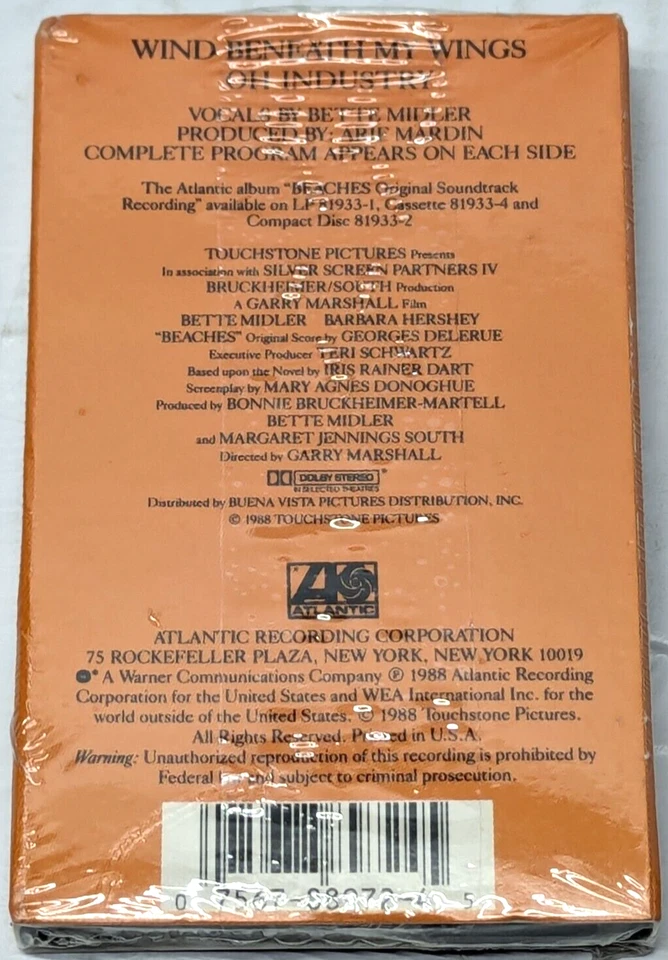 WIND BENEATH MY WINGS
OH INDUSTRY
VOCALS BY BETTE MIDLER
PRODUCED BY: ARIF MARDIN
COMPLETE PROGRAM APPEARS ON EACH SIDE
The Atlantic album "BEACHES Original Soundtrack
Recording" available on LP 81933-1, Cassette 81933-4 and
Compact Disc 81933-2
TOUCHSTONE PICTURES Presents
In association with SILVER SCREEN PARTNERS IV
BRUCKHEIMER/SOUTH Production
A GARRY MARSHALL Film
BETTE MIDLER BARBARA HERSHEY
"BEACHES" Original Score by GEORGES DELERUE
Executive Producer TERI SCHWARTZ
Based upon the Novel by IRIS RAINER DART
Screenplay by MARY AGNES DONOGHUE
Produced by BONNIE BRUCKHEIMER-MARTELL
BETTE MIDLER
and MARGARET JENNINGS SOUTH
Directed by GARRY MARSHALL
DOLBY STEREO ®
IN SELECTED THEATRES
Distributed by BUENA VISTA PICTURES DISTRIBUTION, INC.
© 1988 TOUCHSTONE PICTURES
ATLANTIC
ATLANTIC RECORDING CORPORATION
75 ROCKEFELLER PLAZA, NEW YORK, NEW YORK 10019
A Warner Communications Company ℗ 1988 Atlantic Recording
Corporation for the United States and WEA International Inc. for the
world outside of the United States. © 1988 Touchstone Pictures.
All Rights Reserved. Printed in U.S.A.
Warning: Unauthorized reproduction of this recording is prohibited by
Federal law and subject to criminal prosecution.
0 5